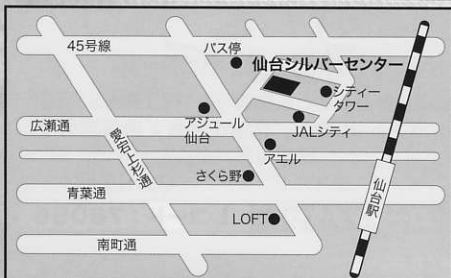 45号線
バス停
仙台シルバーセンター
シティー
タワー
アジュール
仙台
JALシティ
広瀬通
愛宕上杉通
アエル
さくら野
青葉通
仙台駅
LOFT
南町通